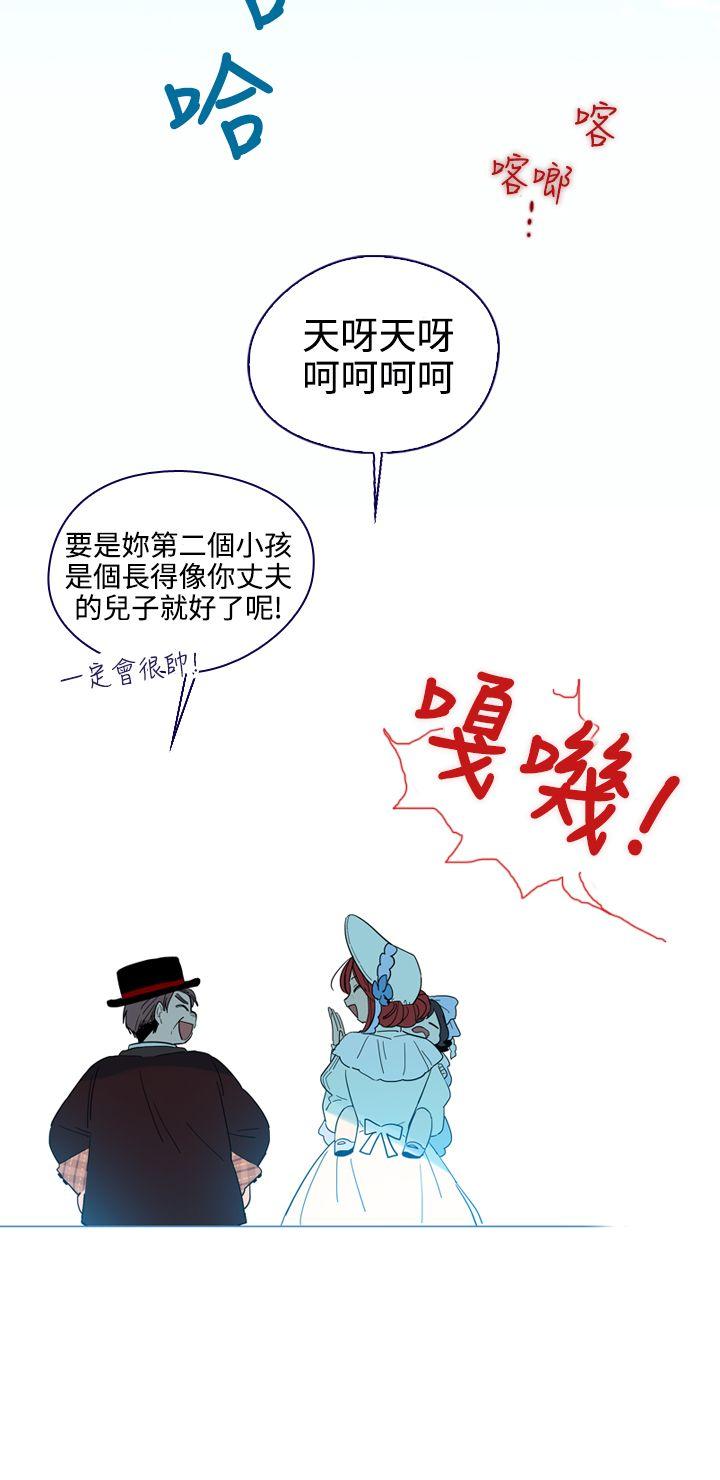 哈
喀
喀啷
天呀天呀
呵呵呵呵
要是妳第二個小孩
是個長得像你丈夫
的兒子就好了呢!
一定會很帥!
嘎嘰!